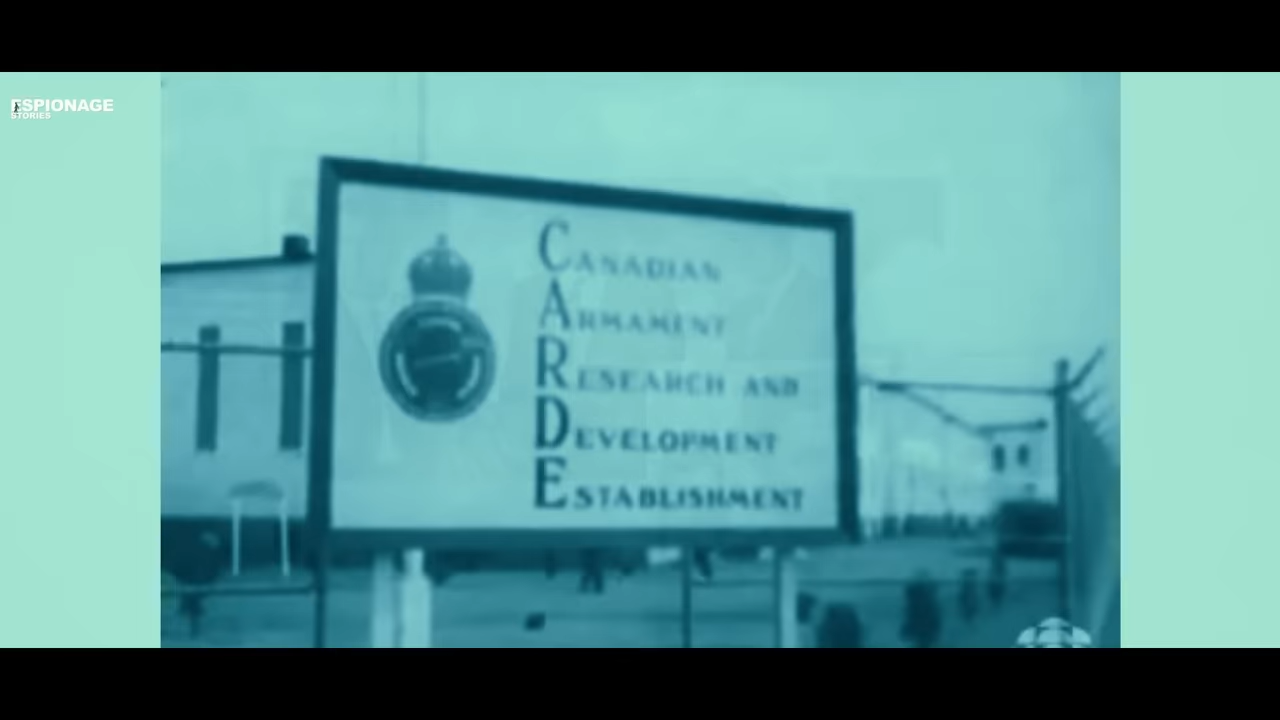 ESPIONAGE
STORIES
CANADIAN
ARMAMENT
RESEARCH AND
DEVELOPMENT
ESTABLISHMENT